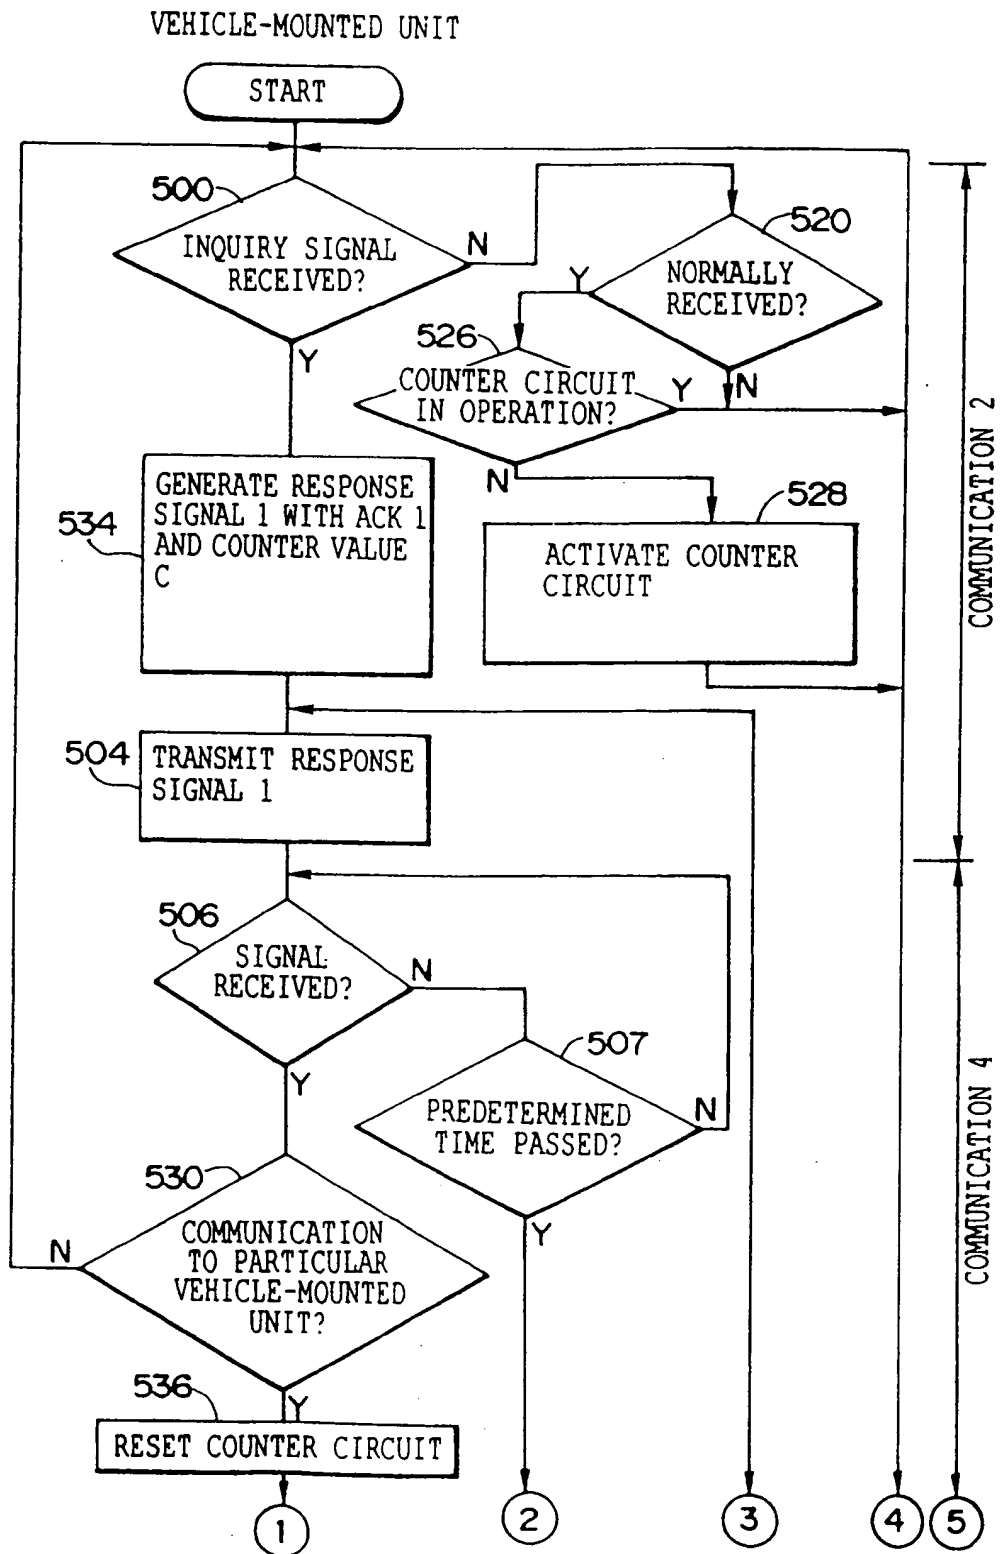 VEHICLE-MOUNTED UNIT
START
500
INQUIRY SIGNAL
RECEIVED?
N
Y
520
NORMALLY
RECEIVED?
Y
N
526
COUNTER CIRCUIT
IN OPERATION?
Y
N
528
ACTIVATE COUNTER
CIRCUIT
534
GENERATE RESPONSE
SIGNAL 1 WITH ACK 1
AND COUNTER VALUE
C
COMMUNICATION 2
504
TRANSMIT RESPONSE
SIGNAL 1
506
SIGNAL
RECEIVED?
N
Y
507
PREDETERMINED
TIME PASSED?
N
Y
530
COMMUNICATION
TO PARTICULAR
VEHICLE-MOUNTED
UNIT?
N
Y
COMMUNICATION 4
536
RESET COUNTER CIRCUIT
1
2
3
4
5